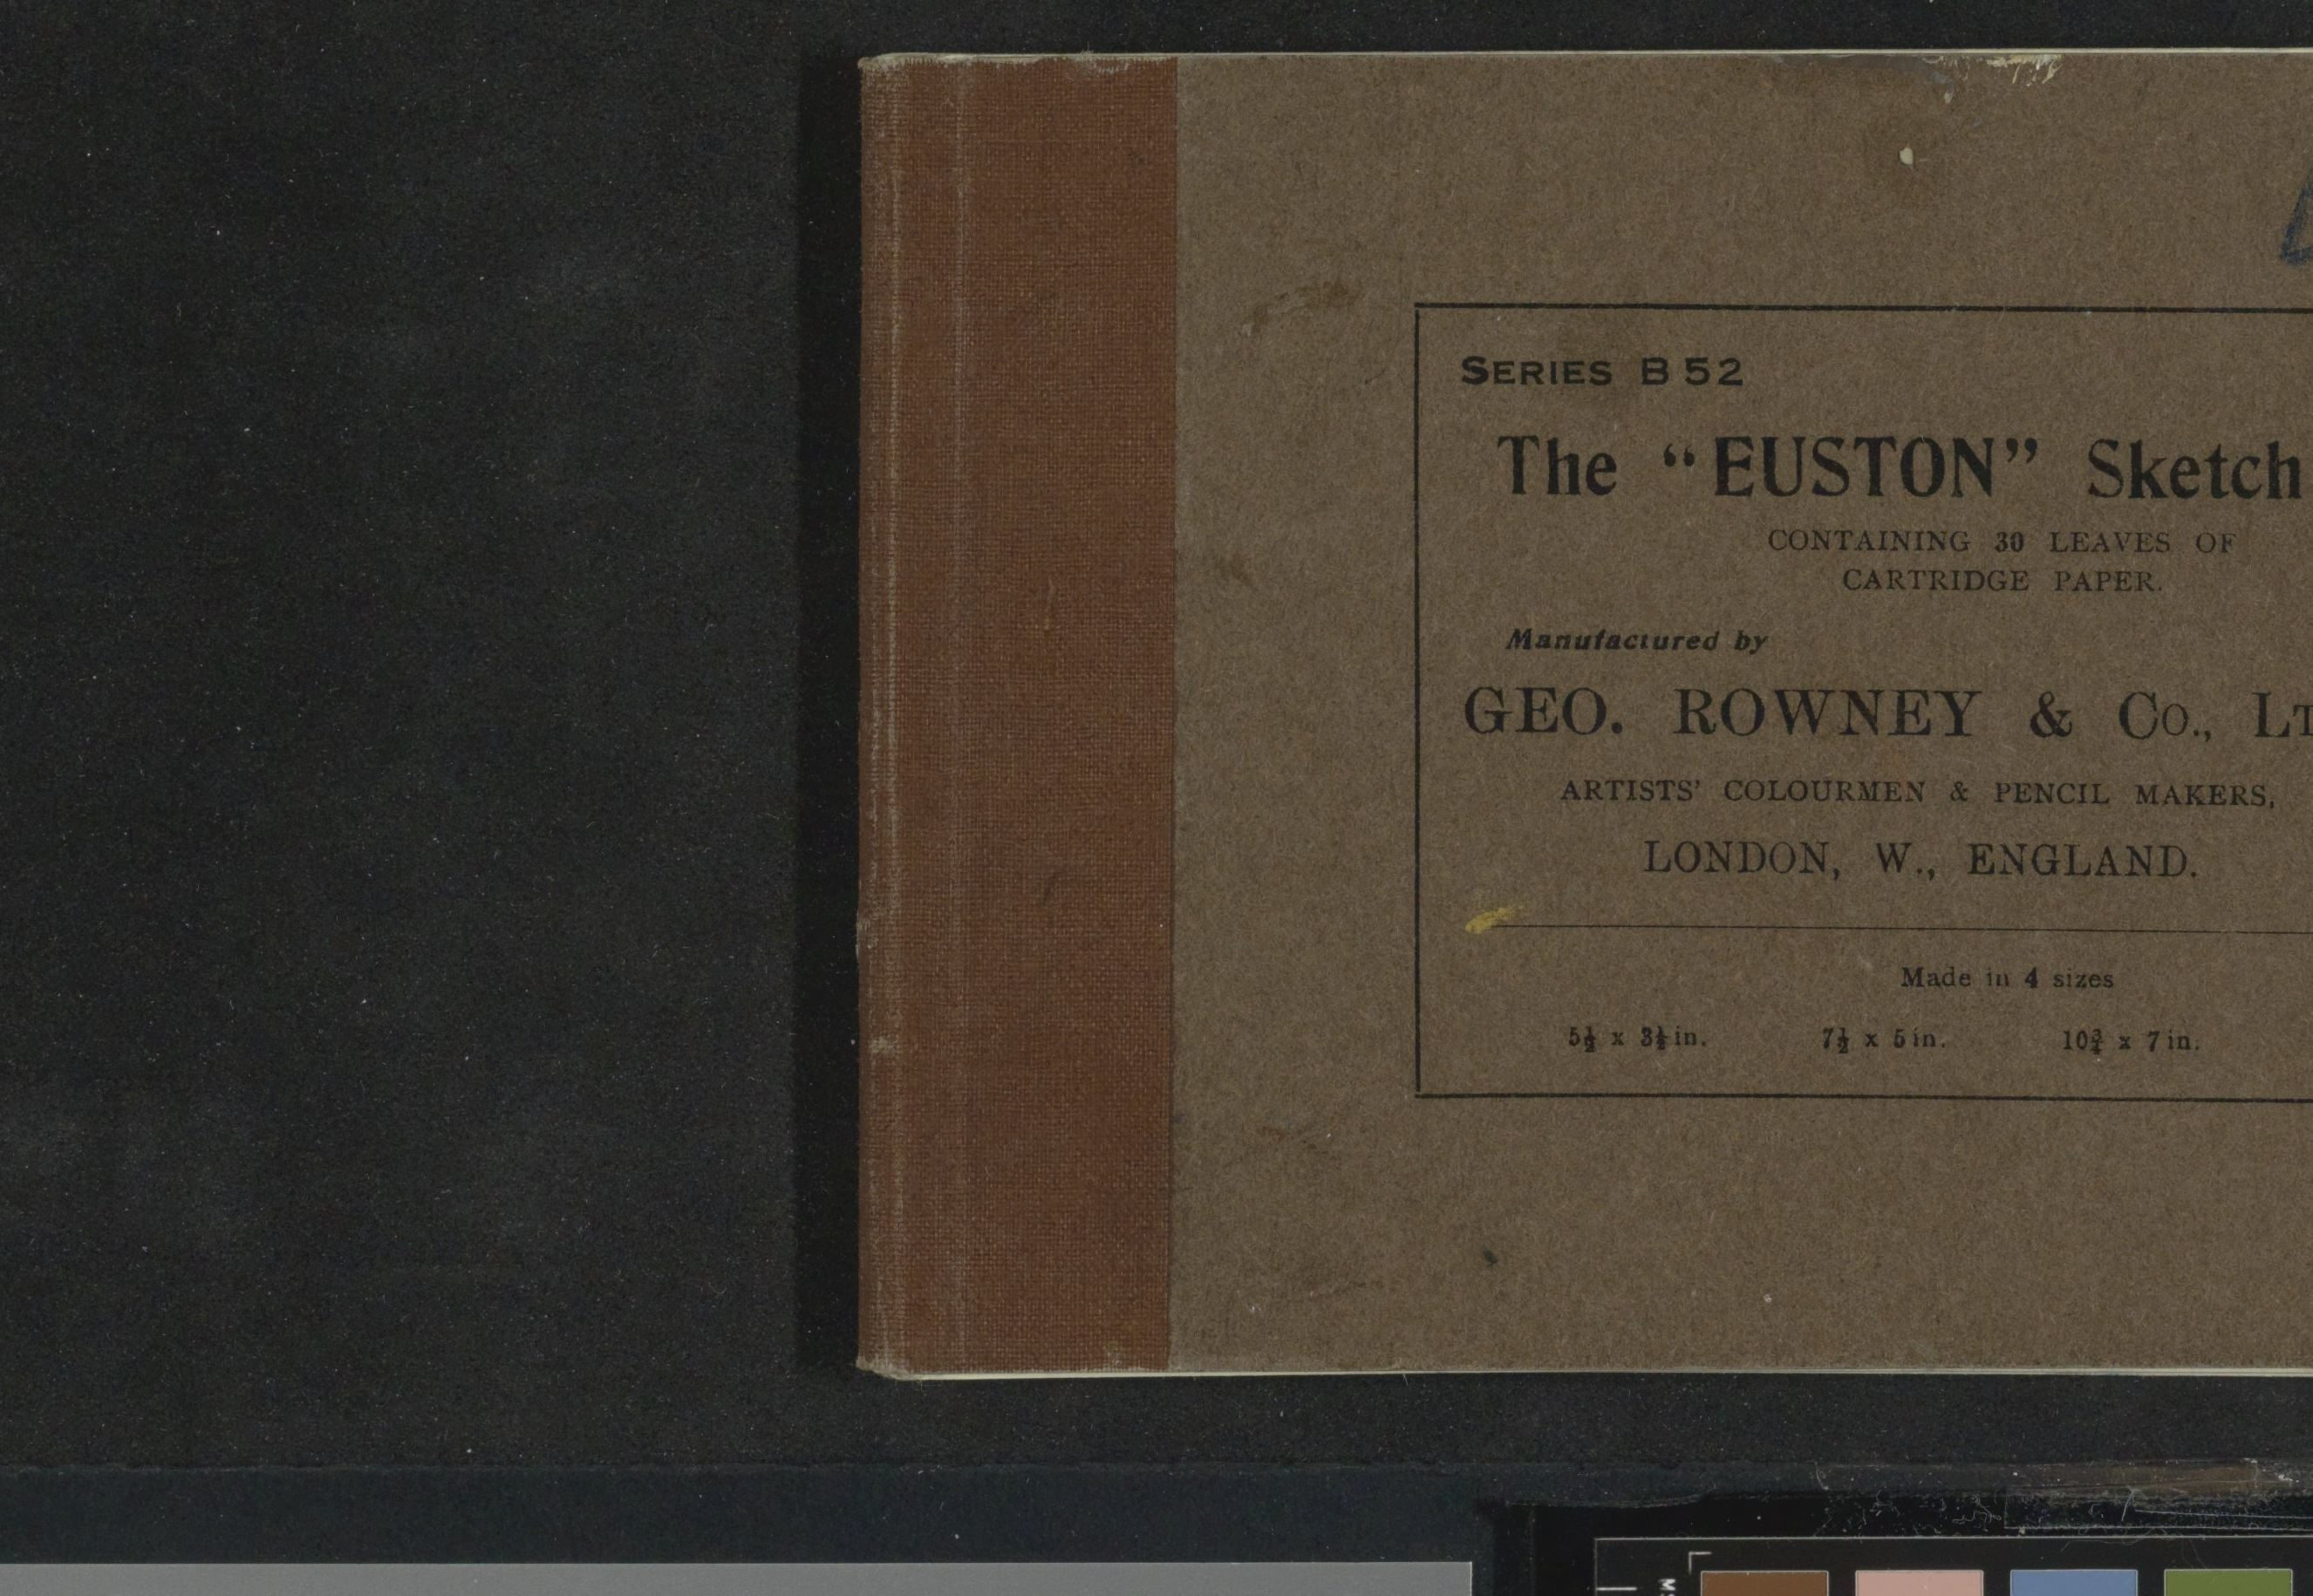 SERIES B 52
The “EUSTON” Sketch
CONTAINING 30 LEAVES OF
CARTRIDGE PAPER.
Manufactured by
GEO. ROWNEY & Co., LT
ARTISTS’ COLOURMEN & PENCIL MAKERS,
LONDON, W., ENGLAND.
Made in 4 sizes
5½ x 3½ in. 7½ x 5 in. 10¾ x 7 in.